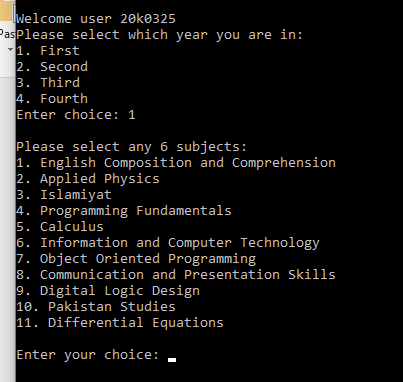 Welcome user 20k0325
Please select which year you are in:
1. First
2. Second
3. Third
4. Fourth
Enter choice: 1
Please select any 6 subjects:
1. English Composition and Comprehension
2. Applied Physics
3. Islamiyat
4. Programming Fundamentals
5. Calculus
6. Information and Computer Technology
7. Object Oriented Programming
8. Communication and Presentation Skills
9. Digital Logic Design
10. Pakistan Studies
11. Differential Equations
Enter your choice: